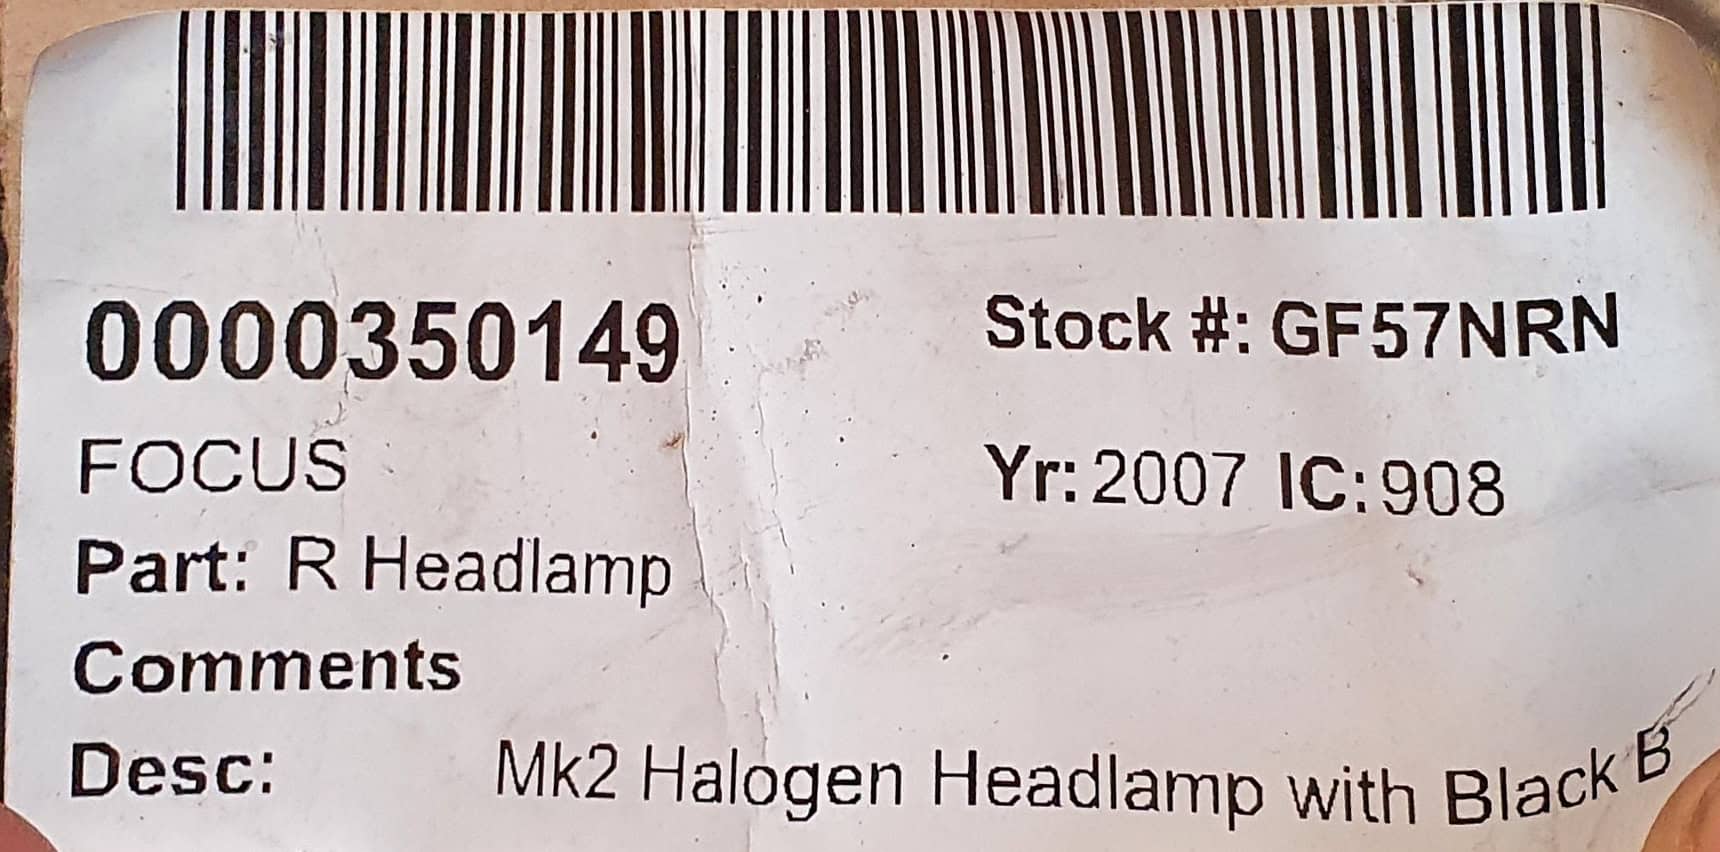 0000350149 Stock #: GF57NRN
FOCUS Yr: 2007 IC: 908
Part: R Headlamp
Comments
Desc: Mk2 Halogen Headlamp with Black B